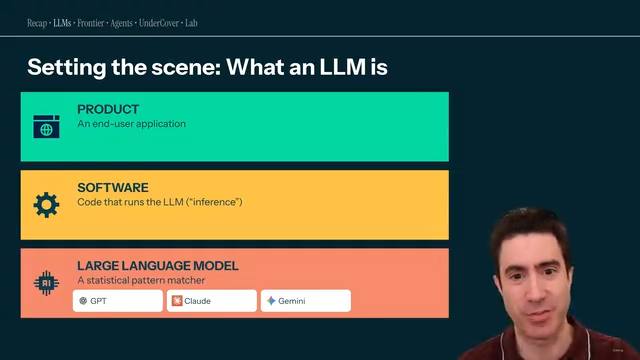 Recap • LLMs • Frontier • Agents • UnderCover • Lab
Setting the scene: What an LLM is
PRODUCT
An end-user application
SOFTWARE
Code that runs the LLM (“inference”)
LARGE LANGUAGE MODEL
A statistical pattern matcher
AI
GPT
Claude
Gemini